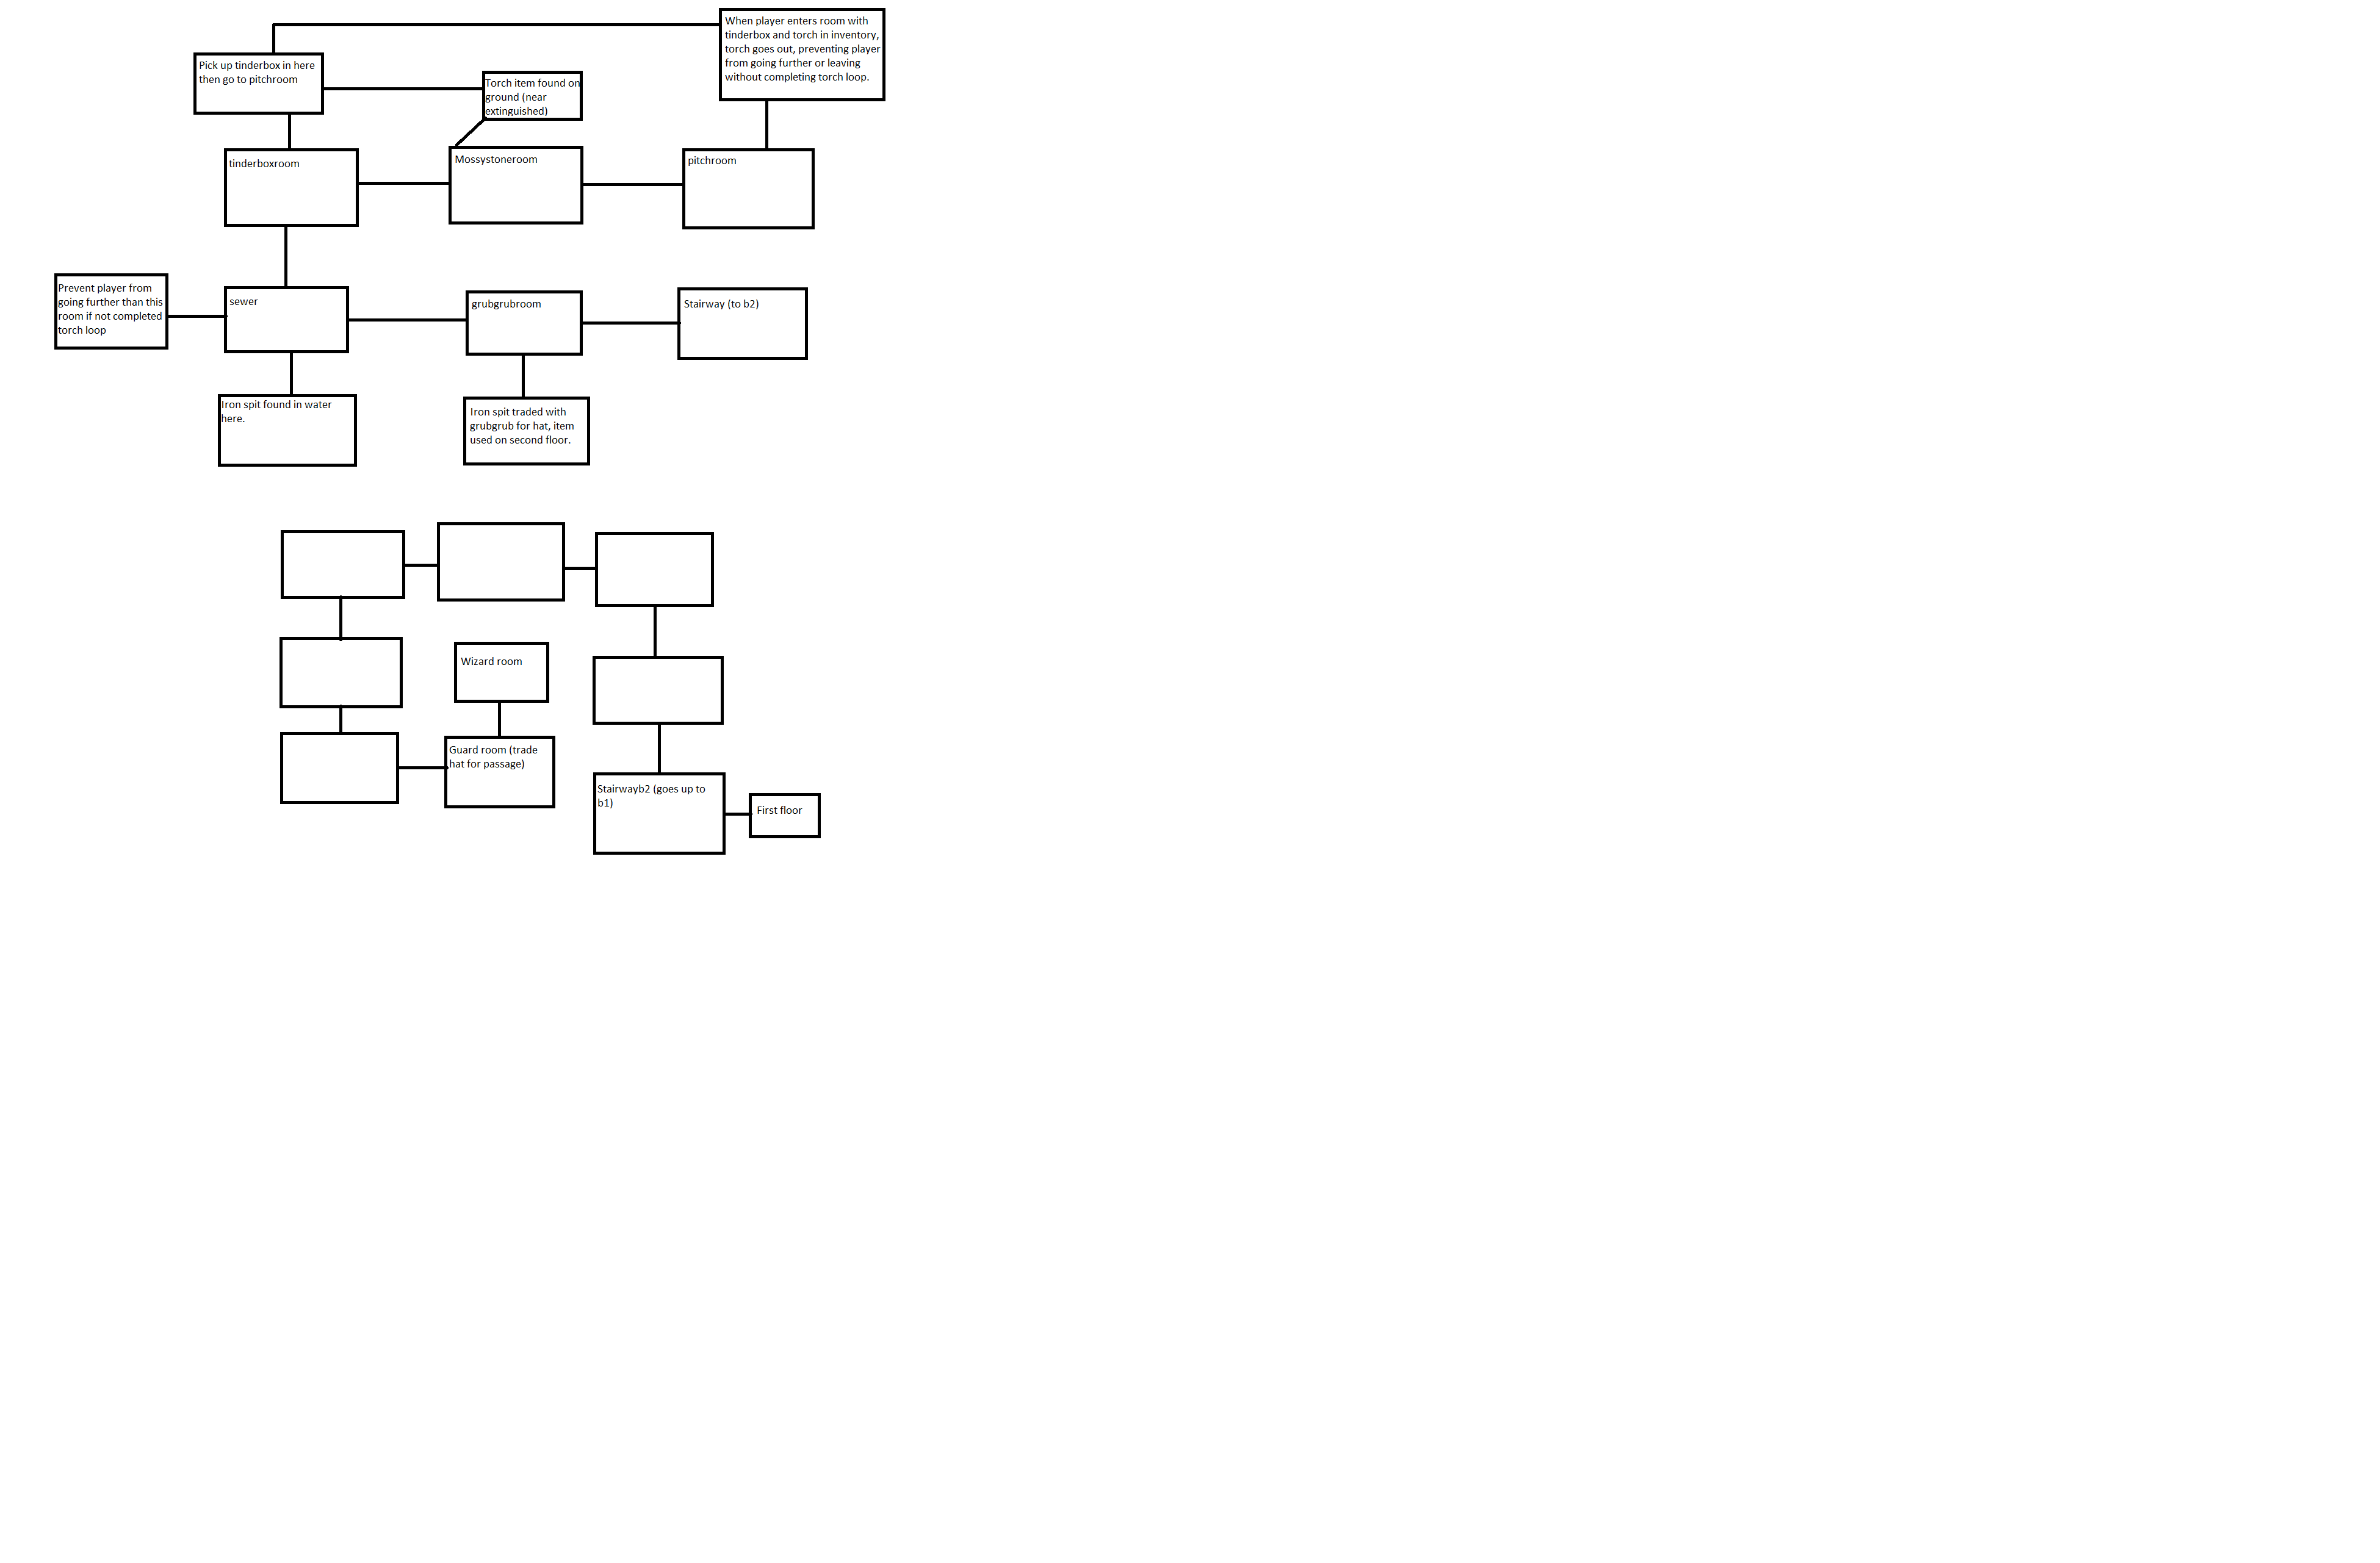 When player enters room with
tinderbox and torch in inventory,
torch goes out, preventing player
from going further or leaving
without completing torch loop.
Pick up tinderbox in here
then go to pitchroom
Torch item found on
ground (near
extinguished)
tinderboxroom
Mossystoneroom
pitchroom
Prevent player from
going further than this
room if not completed
torch loop
sewer
grubgrubroom
Stairway (to b2)
Iron spit found in water
here.
Iron spit traded with
grubgrub for hat, item
used on second floor.
Wizard room
Guard room (trade
hat for passage)
Stairwayb2 (goes up to
b1)
First floor